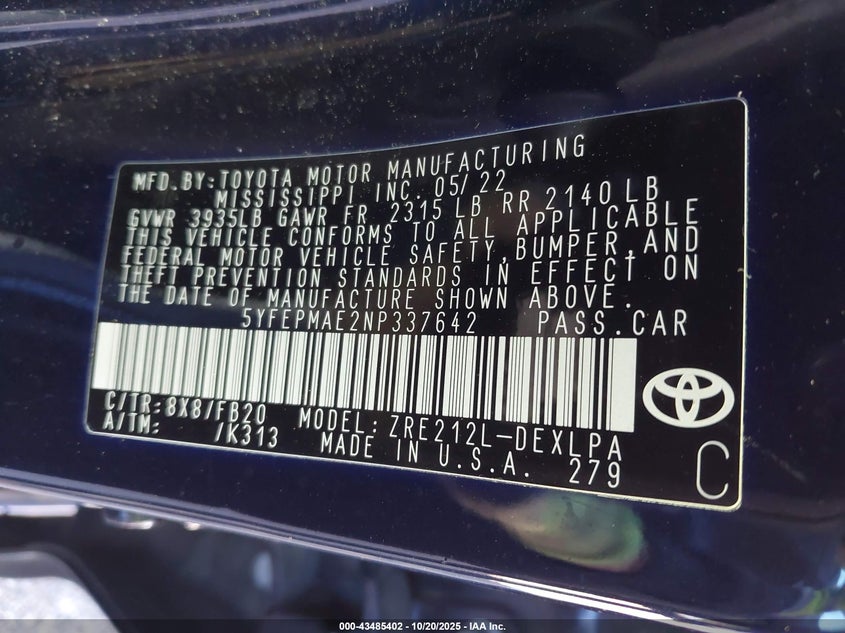 MFD.BY:TOYOTA MOTOR MANUFACTURING
MISSISSIPPI INC. 05/22
GVWR 3935LB GAWR FR 2315 LB RR 2140 LB
THIS VEHICLE CONFORMS TO ALL APPLICABLE
FEDERAL MOTOR VEHICLE SAFETY,BUMPER,AND
THEFT PREVENTION STANDARDS IN EFFECT ON
THE DATE OF MANUFACTURE SHOWN ABOVE.
5YFEPMAE2NP337642 PASS.CAR
C/TR:8X8/FB20 MODEL:ZRE212L-DEXLPA
A/TM: /K313 MADE IN U.S.A. 279
C
000-43485402 - 10/20/2025 - IAA Inc.